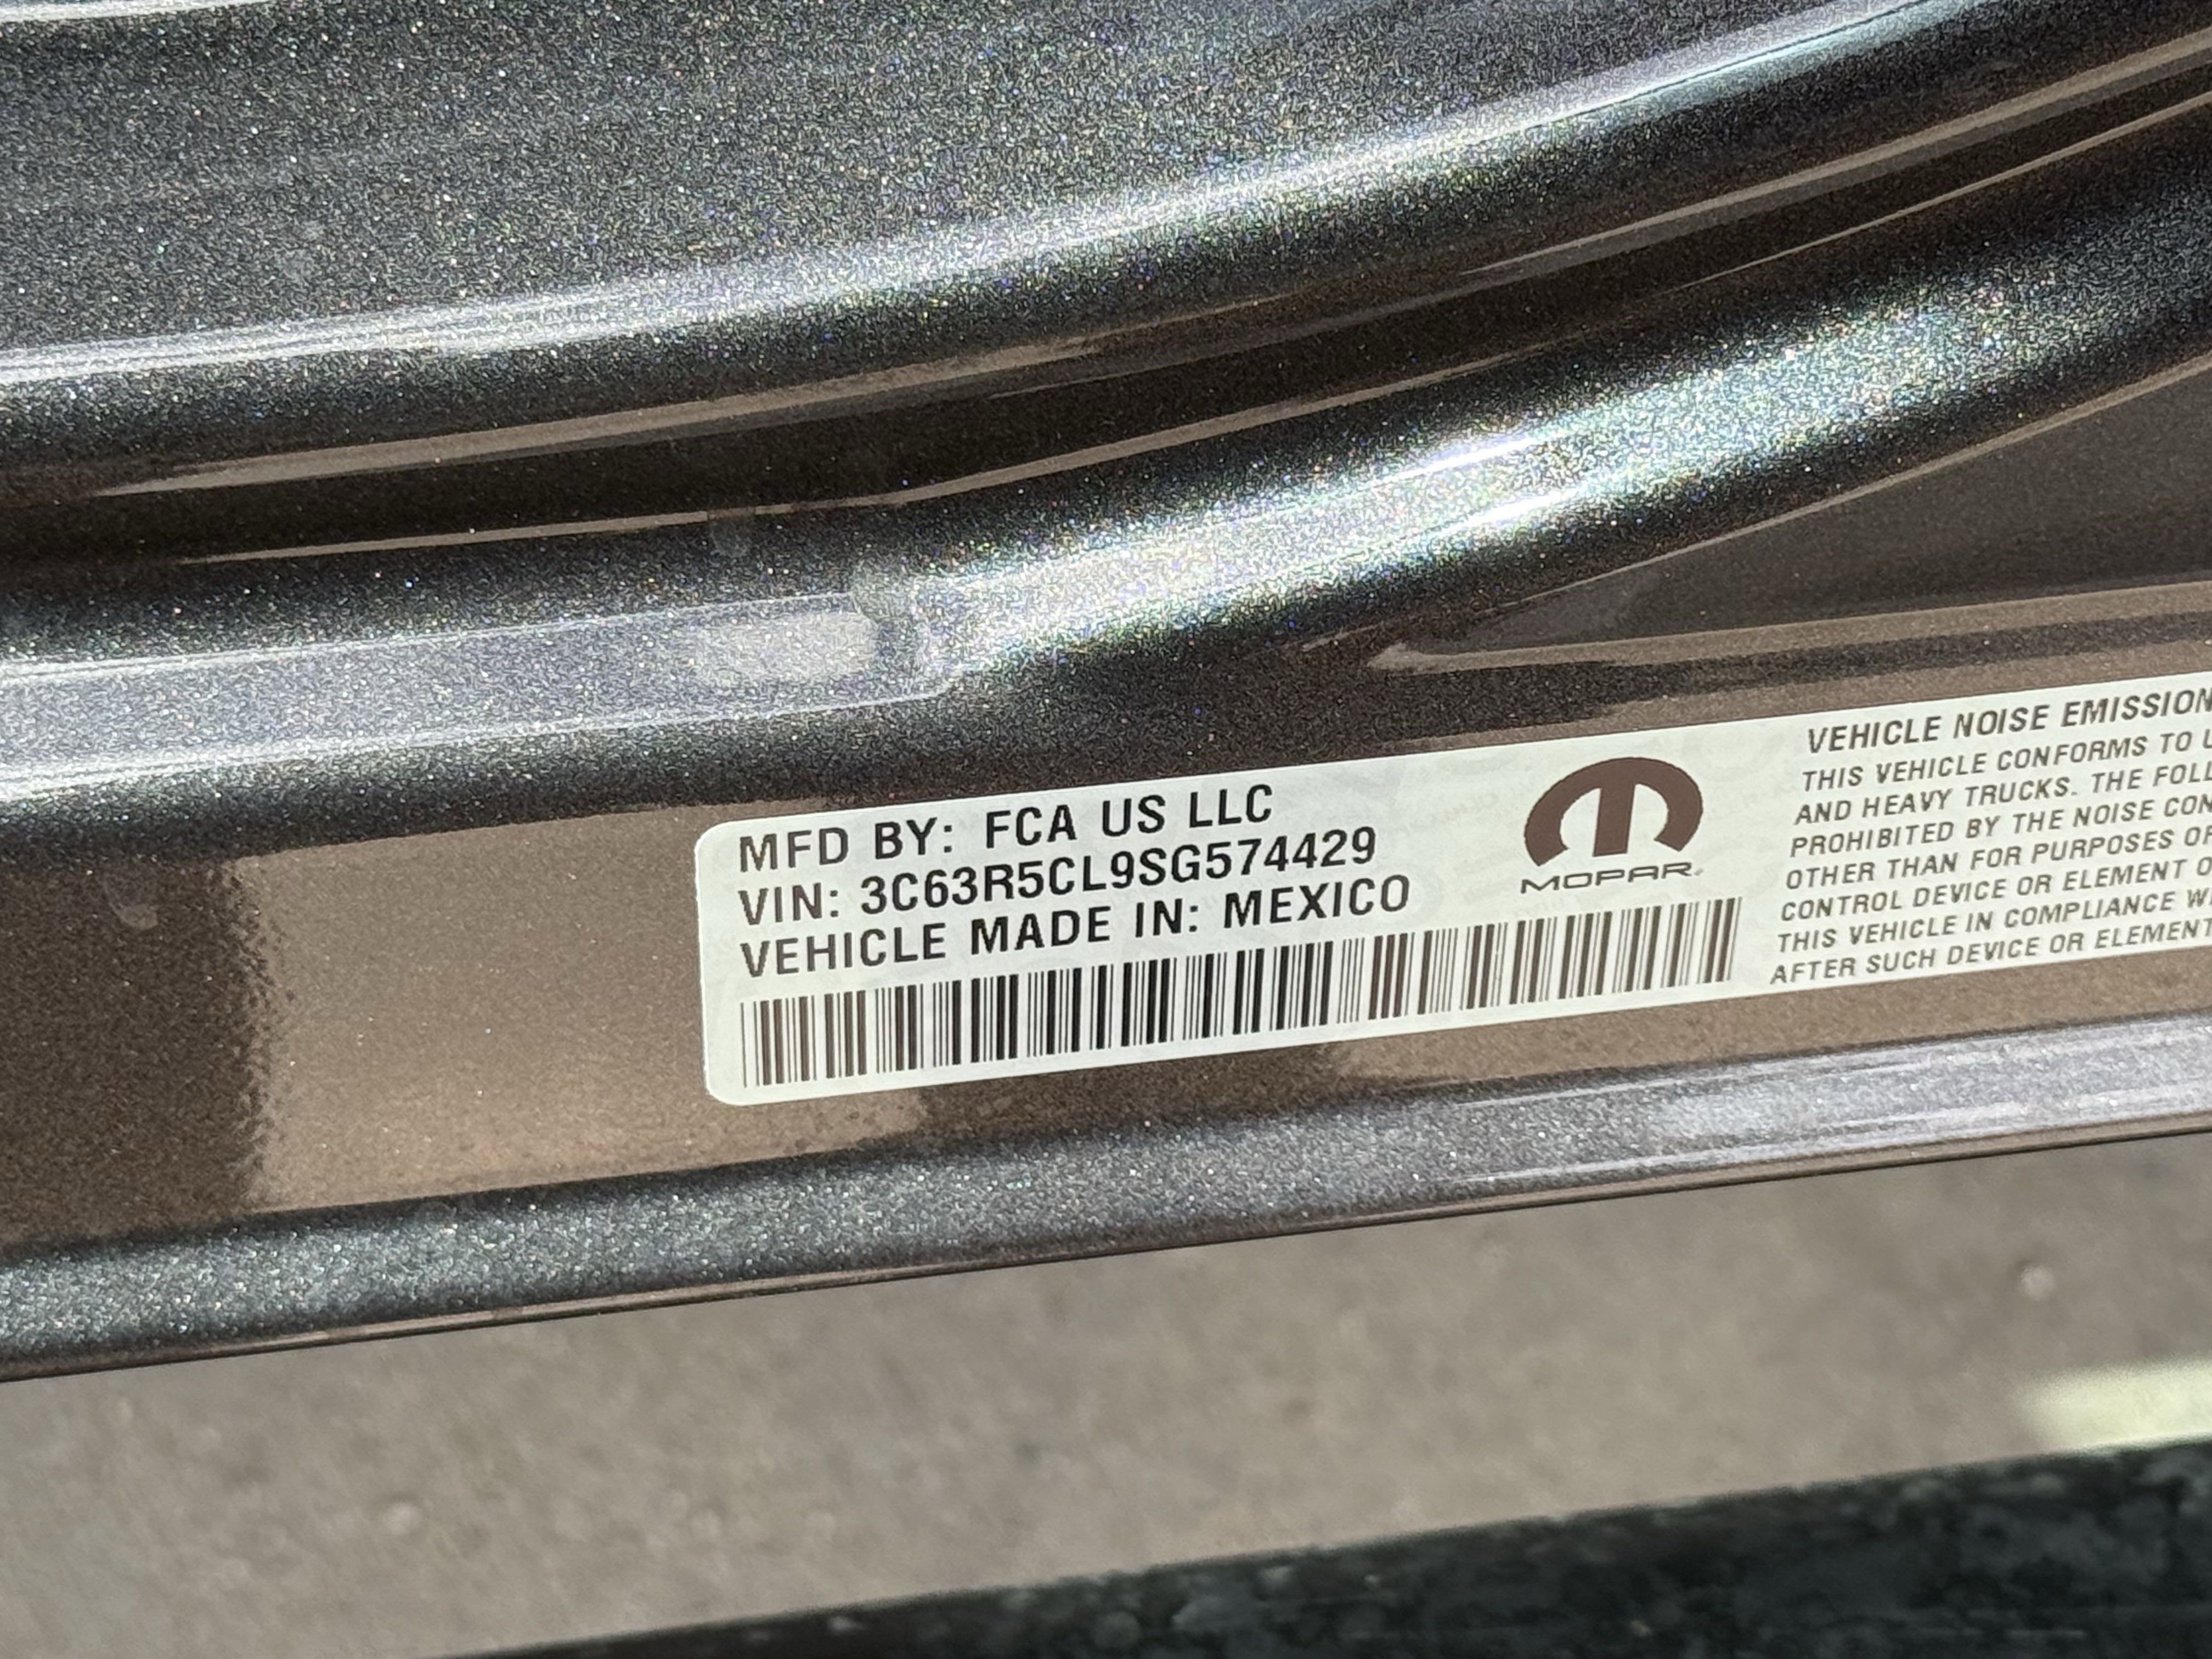 MFD BY: FCA US LLC
VIN: 3C63R5CL9SG574429
VEHICLE MADE IN: MEXICO
MOPAR
VEHICLE NOISE EMISSION
THIS VEHICLE CONFORMS TO
AND HEAVY TRUCKS. THE
PROHIBITED BY THE NOISE
OTHER THAN FOR PURPOSES
CONTROL DEVICE OR ELEMENT
THIS VEHICLE IN COMPLIANCE
AFTER SUCH DEVICE OR ELEMENT